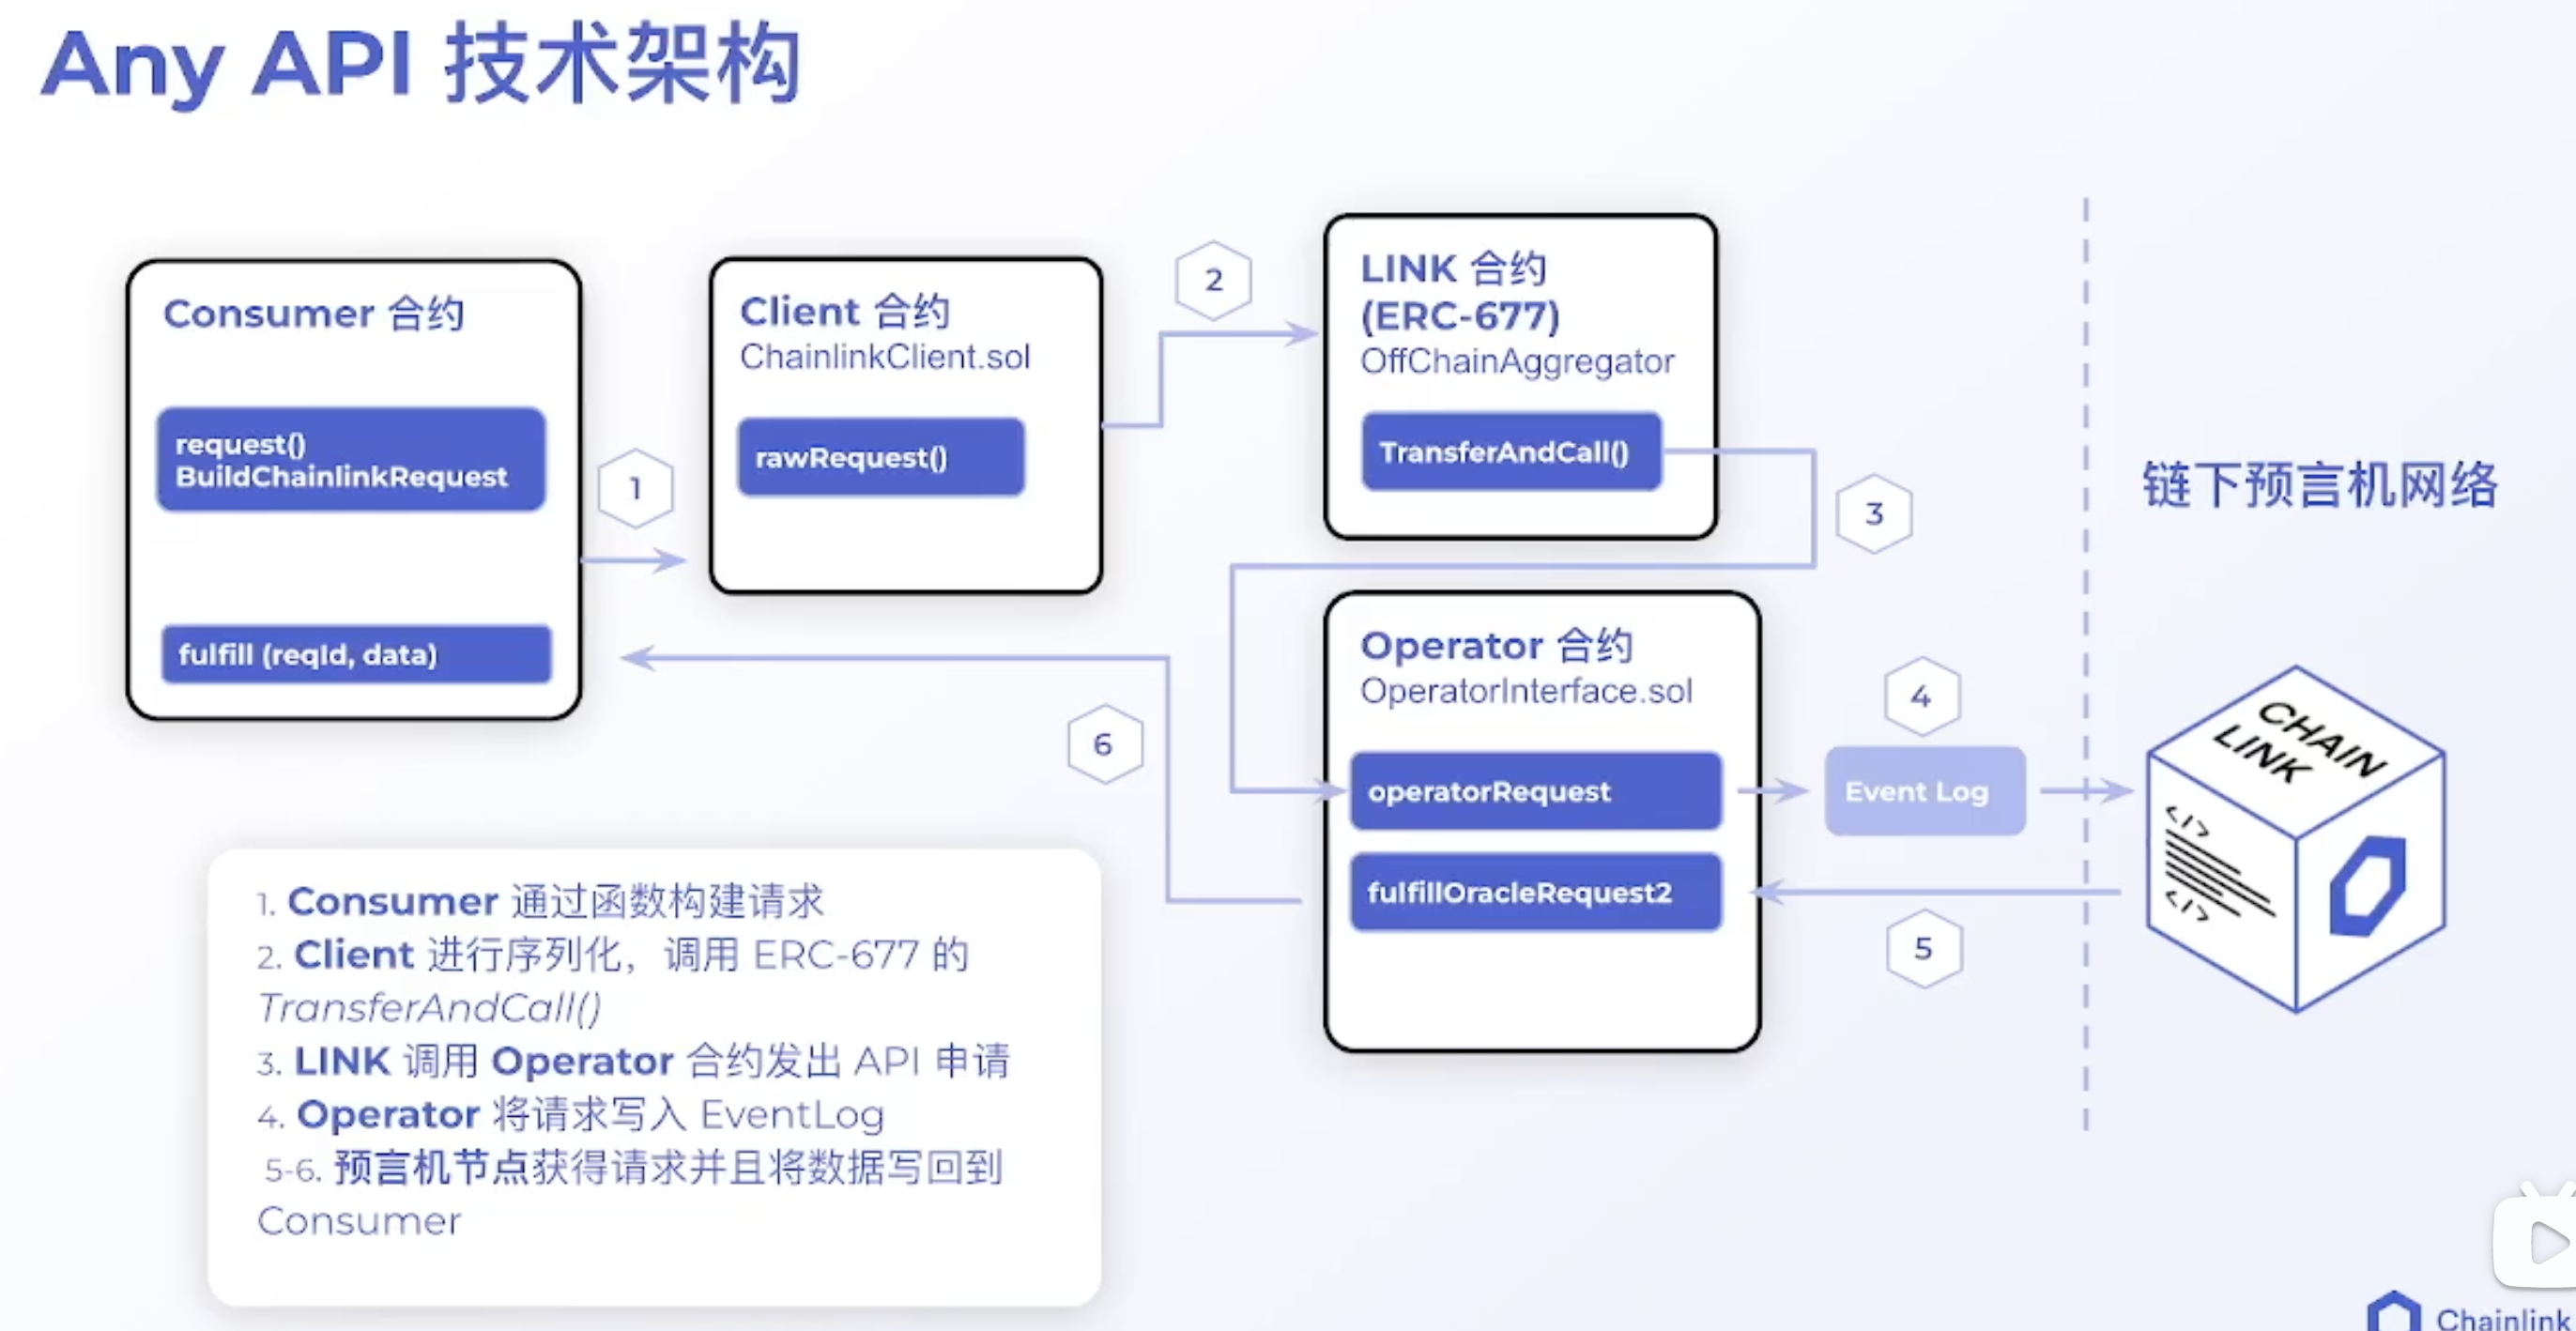 Any API 技术架构
Consumer 合约
request()
BuildChainlinkRequest
fulfill (reqId, data)
1
Client 合约
ChainlinkClient.sol
rawRequest()
2
LINK 合约
(ERC-677)
OffChainAggregator
TransferAndCall()
3
Operator 合约
OperatorInterface.sol
operatorRequest
fulfillOracleRequest2
4
Event Log
5
6
链下预言机网络
CHAIN
LINK
</>
</>
1. Consumer 通过函数构建请求
2. Client 进行序列化，调用 ERC-677 的
TransferAndCall()
3. LINK 调用 Operator 合约发出 API 申请
4. Operator 将请求写入 EventLog
5-6. 预言机节点获得请求并且将数据写回到
Consumer
Chainlink